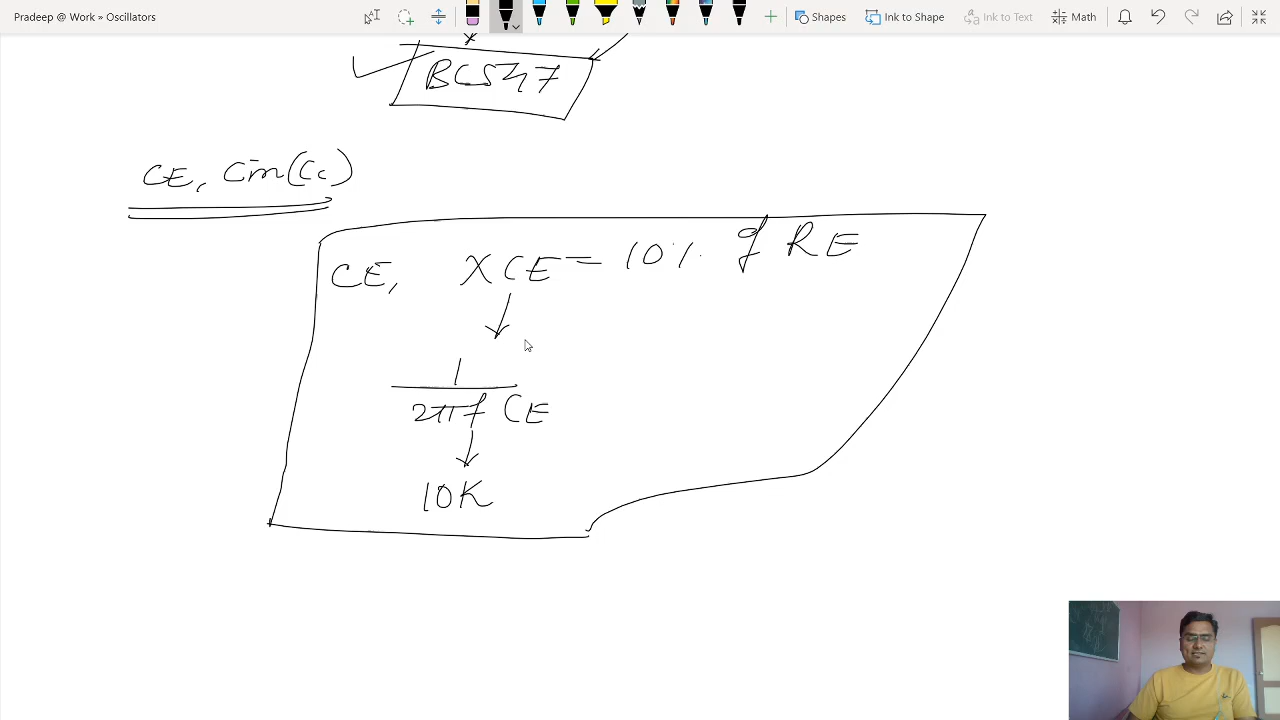 Pradeep @ Work » Oscillators
Shapes
Ink to Shape
Ink to Text
Math
BC547
CE, Cin(Cc)
CE, XCE = 10% of RE
1
2πf CE
10K